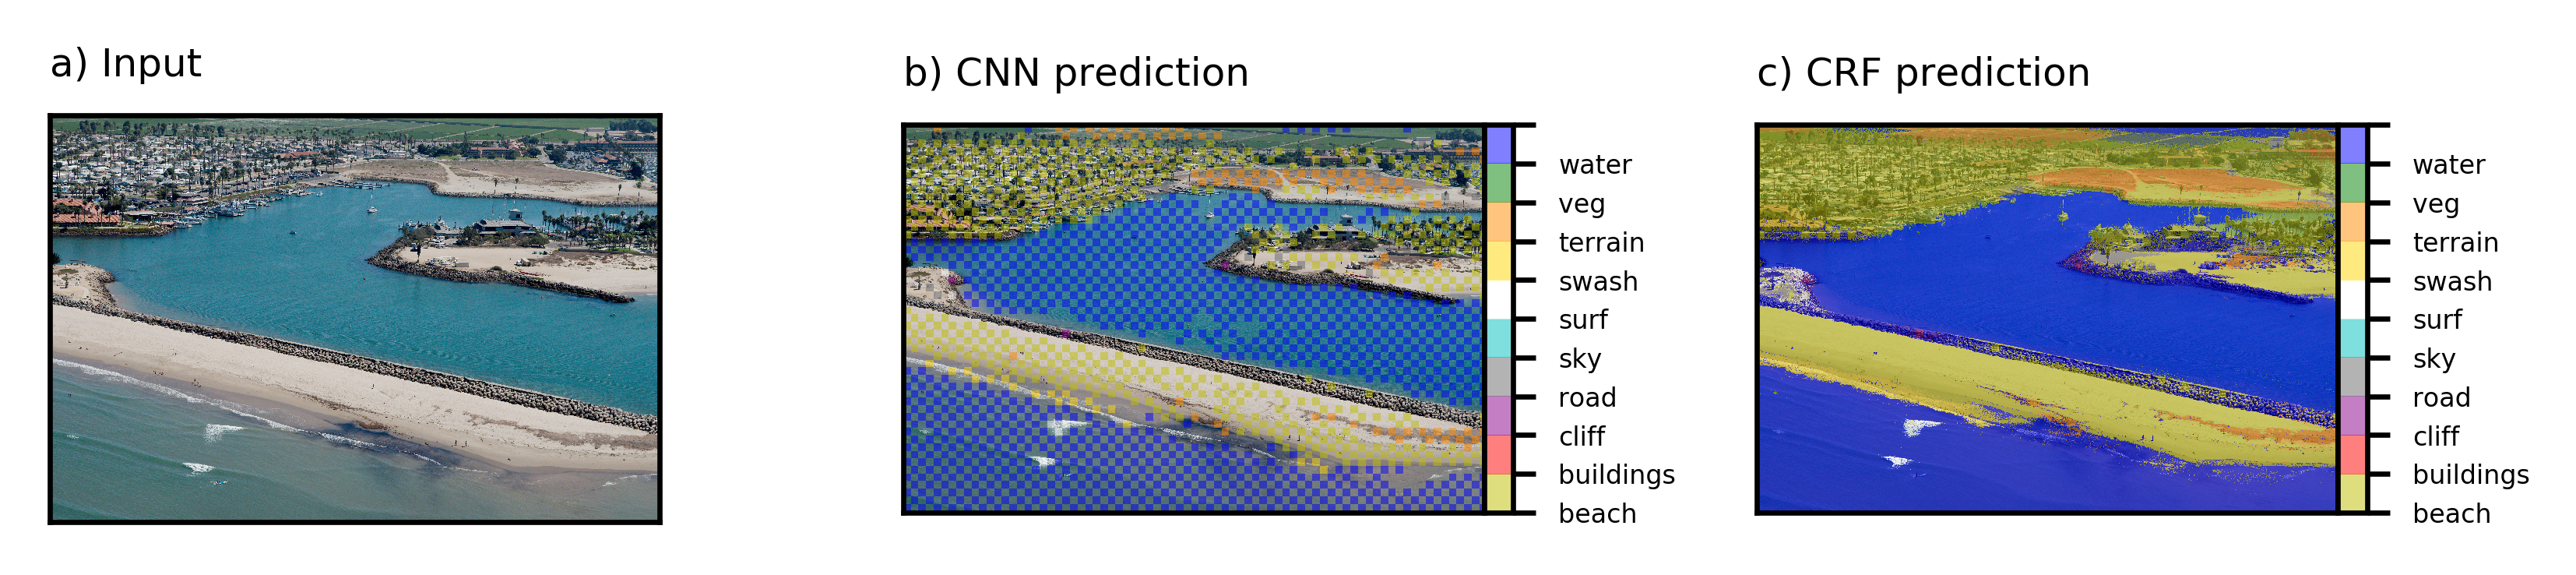 a) Input
b) CNN prediction
water
veg
terrain
swash
surf
sky
road
cliff
buildings
beach
c) CRF prediction
water
veg
terrain
swash
surf
sky
road
cliff
buildings
beach